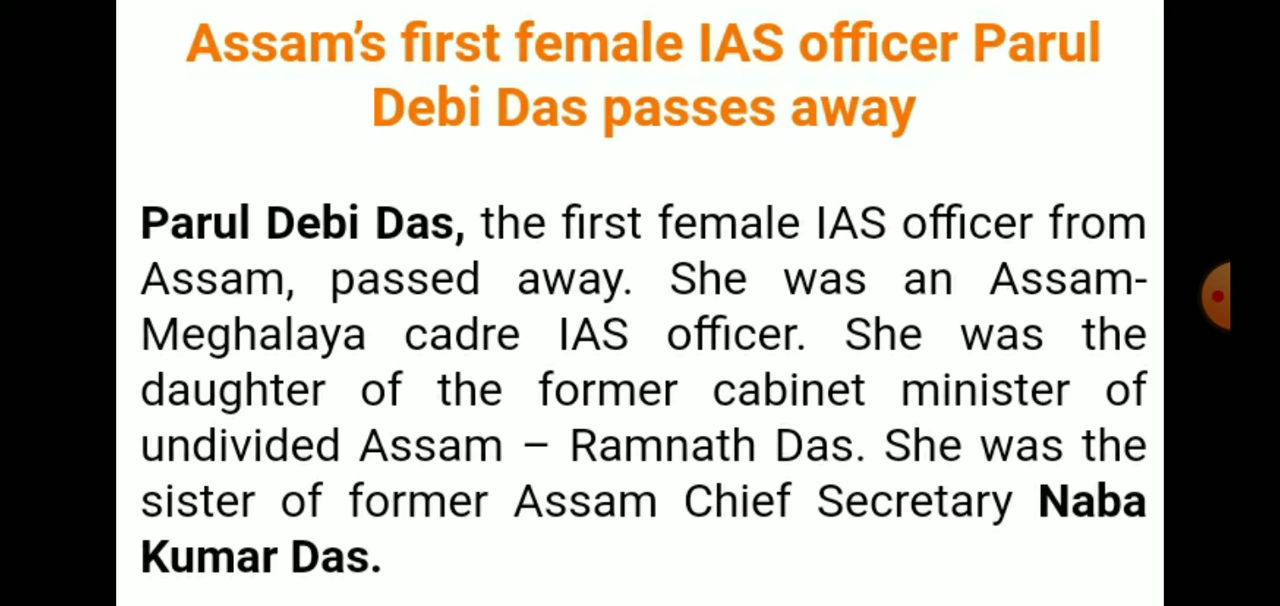 Assam’s first female IAS officer Parul
Debi Das passes away
Parul Debi Das, the first female IAS officer from
Assam, passed away. She was an Assam-
Meghalaya cadre IAS officer. She was the
daughter of the former cabinet minister of
undivided Assam – Ramnath Das. She was the
sister of former Assam Chief Secretary Naba
Kumar Das.